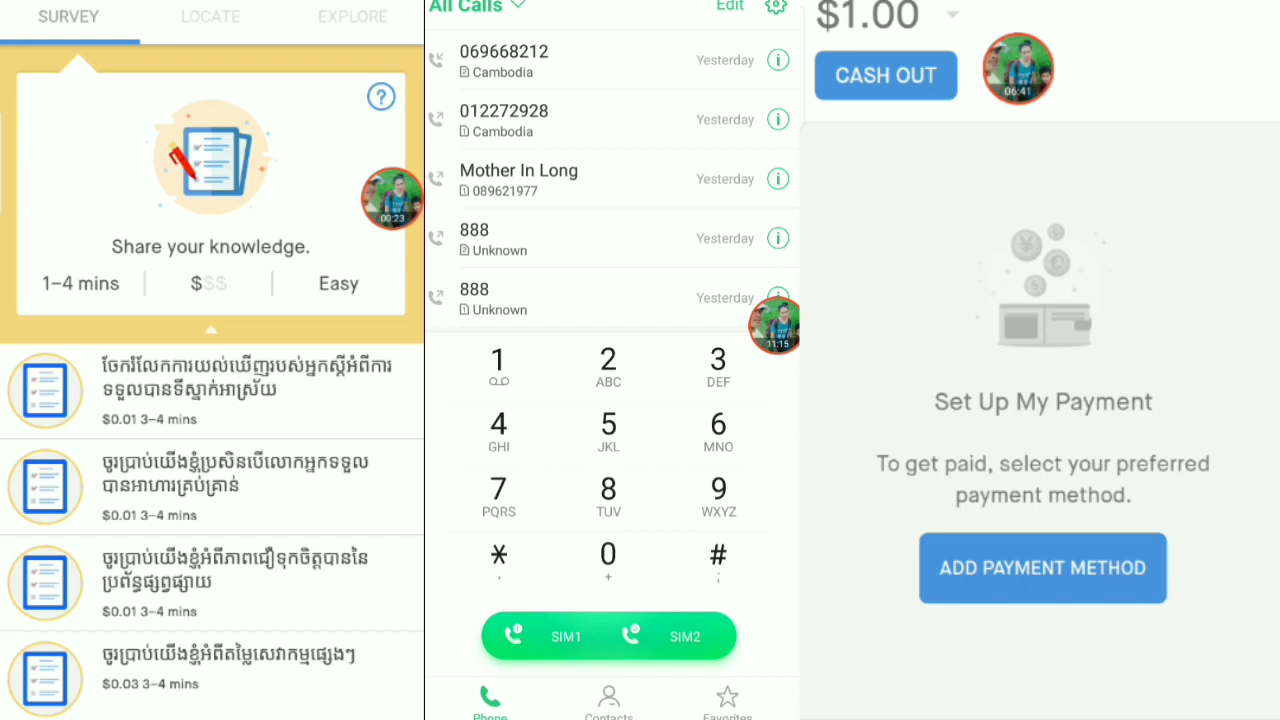 SURVEY
LOCATE
EXPLORE
?
00:23
Share your knowledge.
1–4 mins
$$$
Easy
ចែករំលែកការយល់ឃើញរបស់អ្នកស្តីអំពីការ
ទទួលបានទីស្នាក់អាស្រ័យ
$0.01 3–4 mins
ចូរប្រាប់យើងខ្ញុំប្រសិនបើលោកអ្នកទទួល
បានអាហារគ្រប់គ្រាន់
$0.01 3–4 mins
ចូរប្រាប់យើងខ្ញុំអំពីភាពជឿទុកចិត្តបាននៃ
ប្រព័ន្ធផ្សព្វផ្សាយ
$0.01 3–4 mins
ចូរប្រាប់យើងខ្ញុំអំពីតម្លៃសេវាកម្មផ្សេងៗ
$0.03 3–4 mins
All Calls
Edit
069668212
Yesterday
2 Cambodia
012272928
Yesterday
1 Cambodia
Mother In Long
Yesterday
1 089621977
888
Yesterday
2 Unknown
888
Yesterday
1 Unknown
11:15
1
2
3
ABC
DEF
4
5
6
GHI
JKL
MNO
7
8
9
PQRS
TUV
WXYZ
*
0
#
,
+
;
1 SIM1
2 SIM2
Phone
Contacts
Favorites
$1.00
CASH OUT
06:41
Set Up My Payment
To get paid, select your preferred
payment method.
ADD PAYMENT METHOD